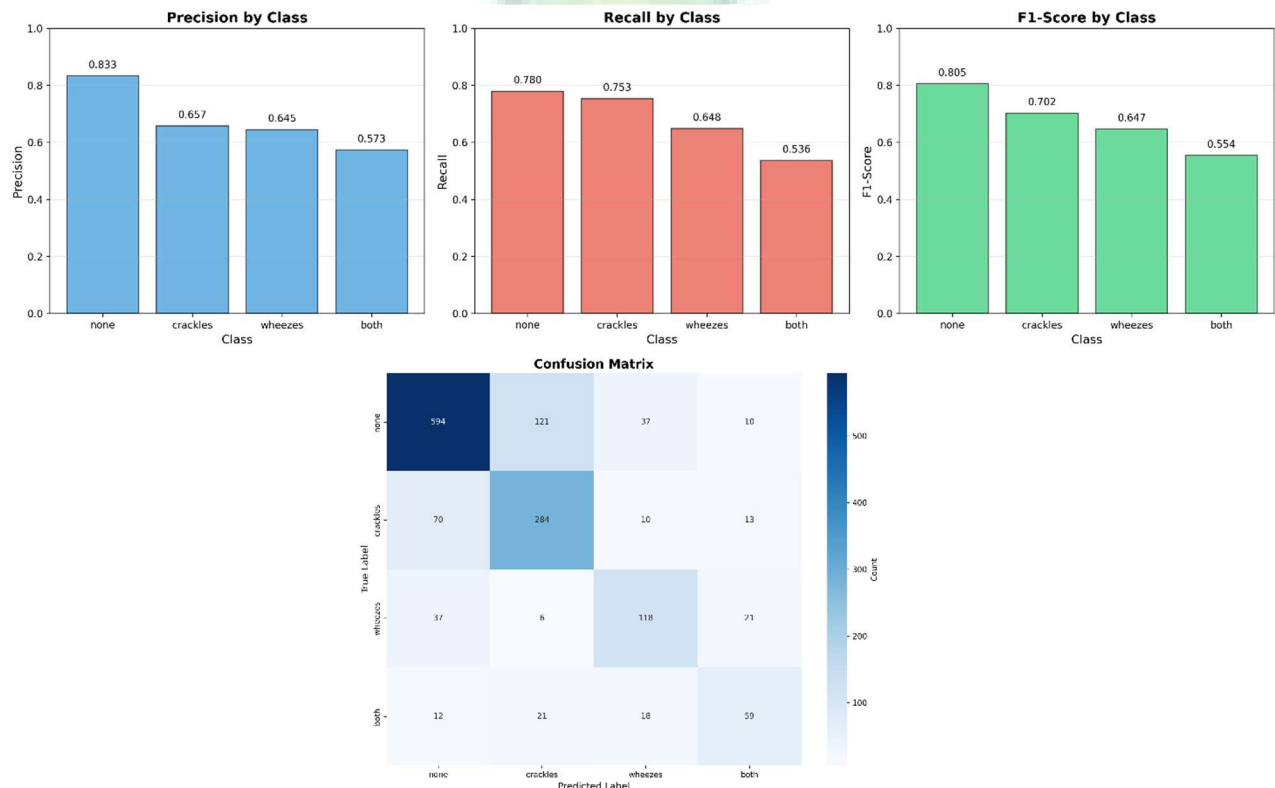 Precision by Class
1.0
0.8
0.6
0.4
0.2
0.0
Precision
0.833
0.657
0.645
0.573
none crackles wheezes both
Class
Recall by Class
1.0
0.8
0.6
0.4
0.2
0.0
Recall
0.780
0.753
0.648
0.536
none crackles wheezes both
Class
F1-Score by Class
1.0
0.8
0.6
0.4
0.2
0.0
F1-Score
0.805
0.702
0.647
0.554
none crackles wheezes both
Class
Confusion Matrix
True Label
none 594 121 37 10
crackles 70 284 10 13
wheezes 37 6 118 21
both 12 21 18 59
none crackles wheezes both
Predicted Label
500
400
300
200
100
Count